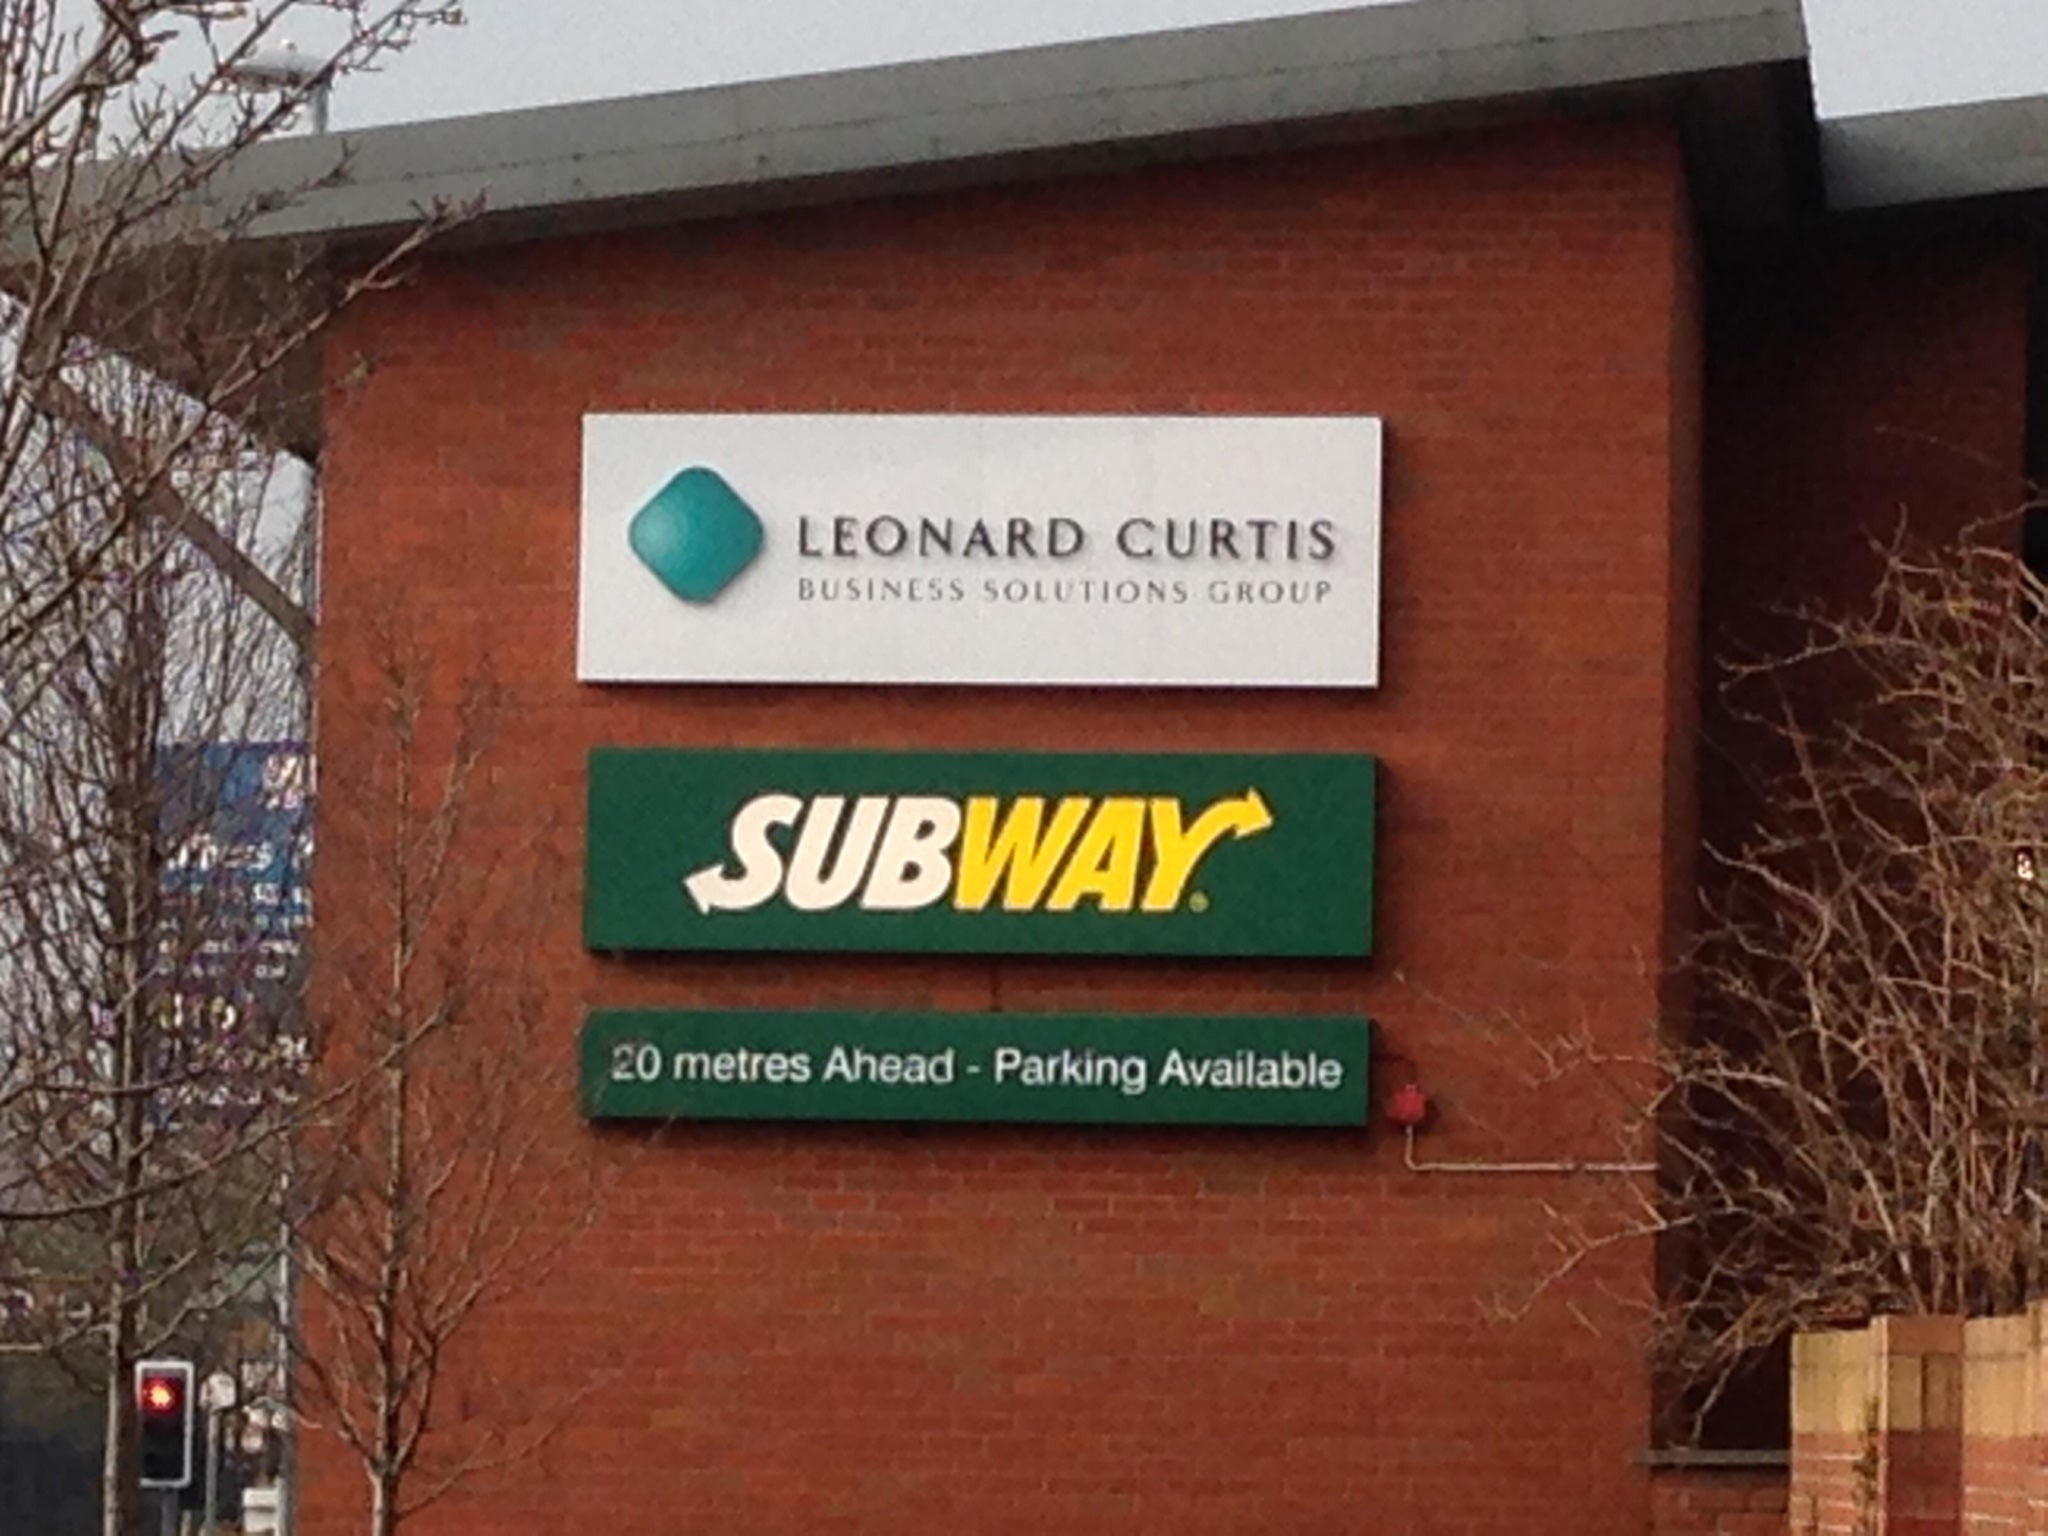 LEONARD CURTIS
BUSINESS SOLUTIONS GROUP
SUBWAY
20 metres Ahead - Parking Available